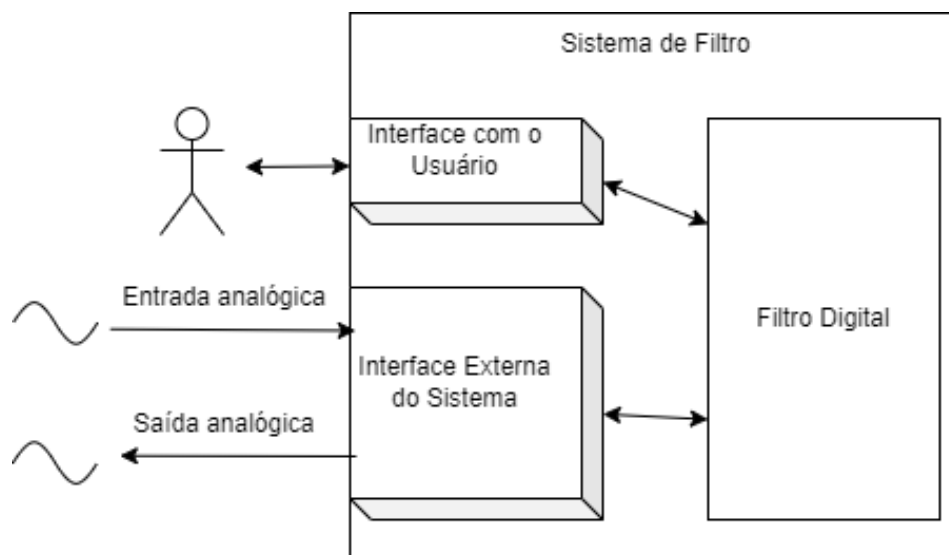 Sistema de Filtro
Interface com o
Usuário
Entrada analógica
Interface Externa
do Sistema
Saída analógica
Filtro Digital